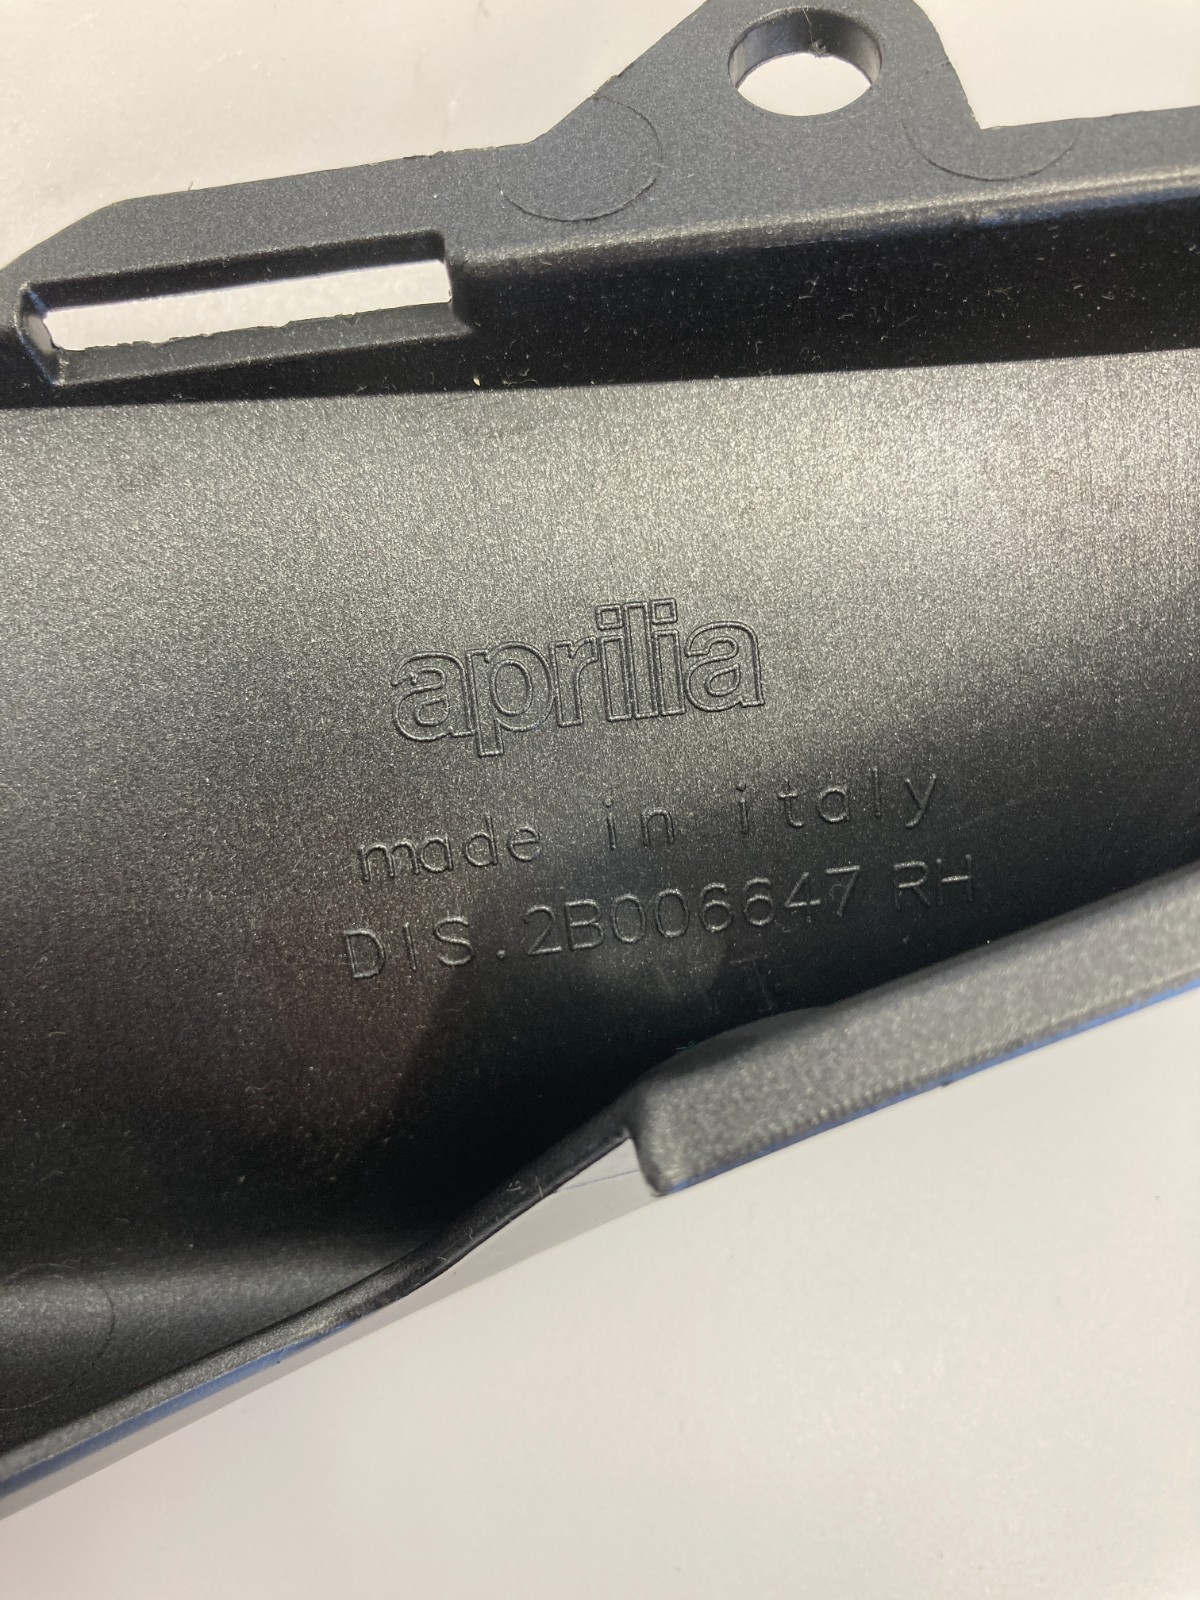 aprilia
made in italy
DIS.2B006647 RH